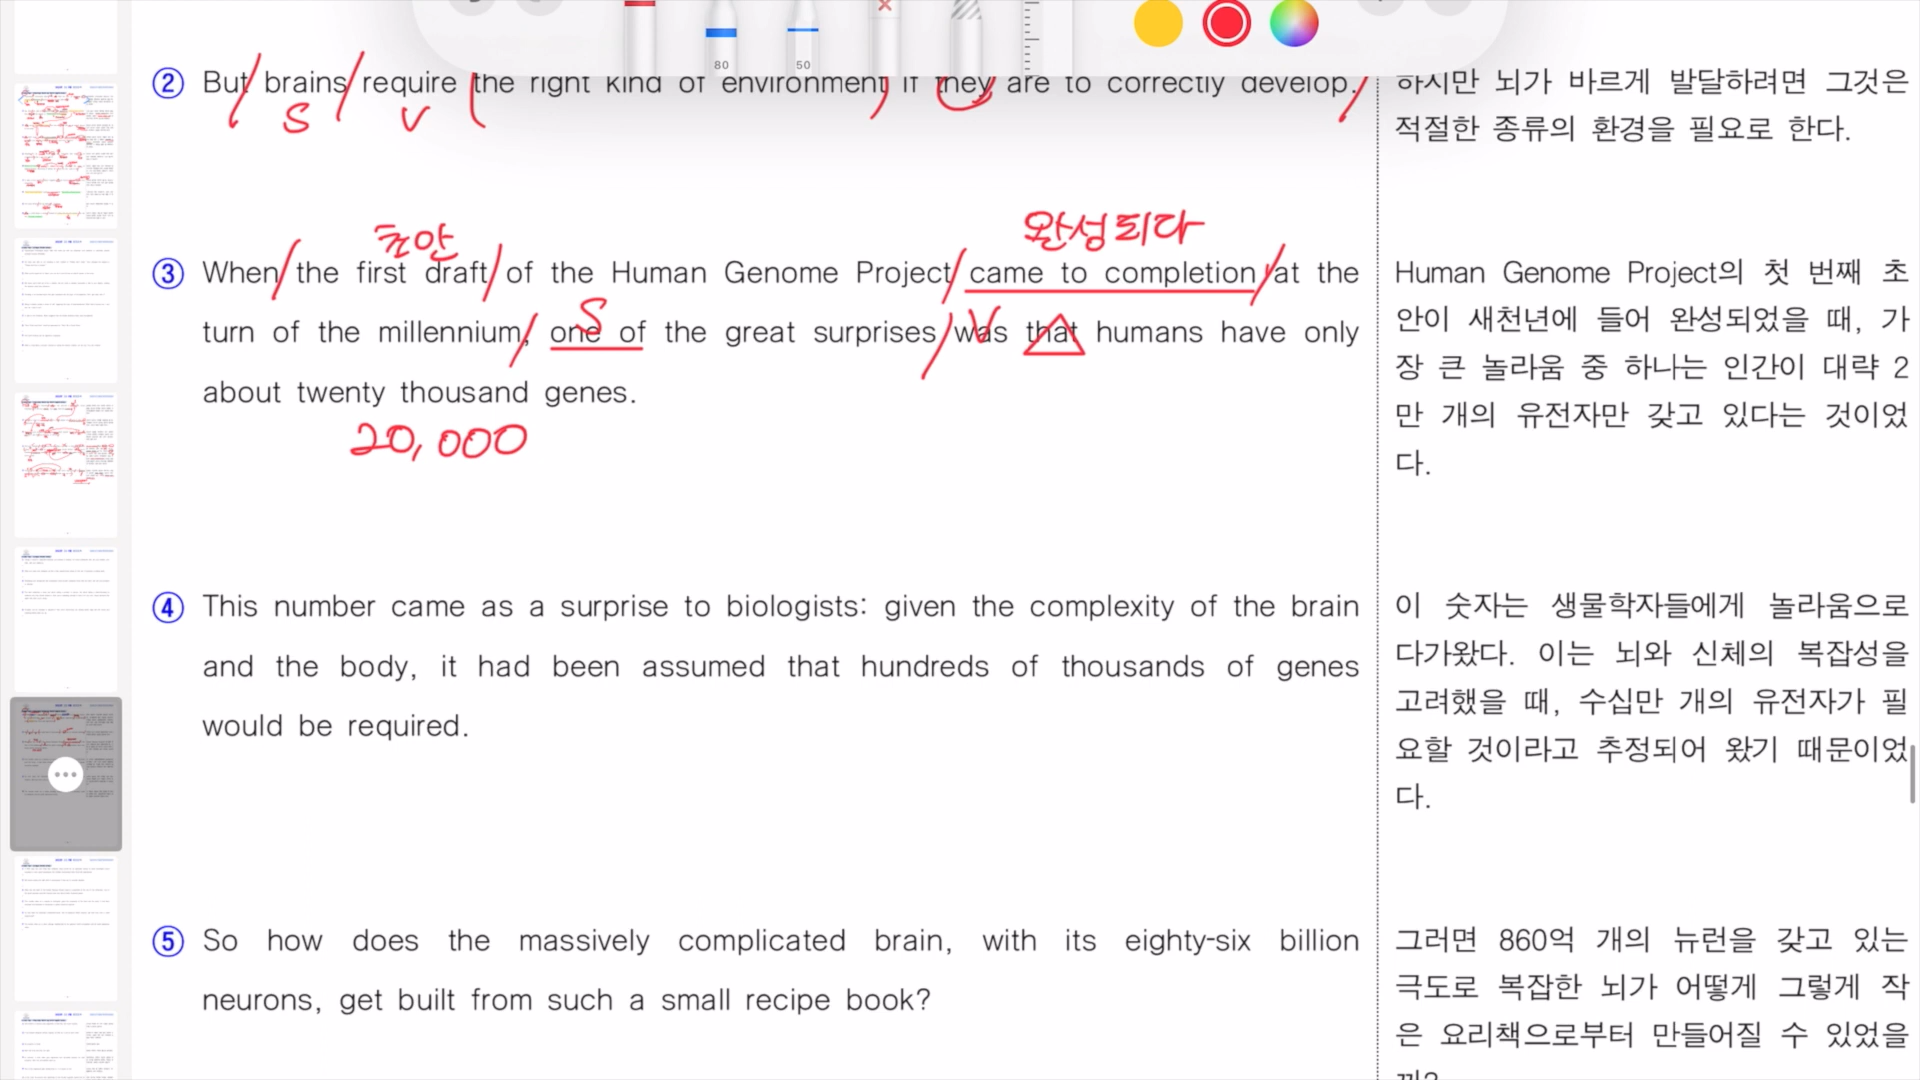 80
50
② But brains require the right kind of environment if they are to correctly develop.
S V
하지만 뇌가 바르게 발달하려면 그것은
적절한 종류의 환경을 필요로 한다.
초안
완성되다
③ When the first draft of the Human Genome Project came to completion at the
S V
turn of the millennium, one of the great surprises was that humans have only
about twenty thousand genes.
20,000
Human Genome Project의 첫 번째 초
안이 새천년에 들어 완성되었을 때, 가
장 큰 놀라움 중 하나는 인간이 대략 2
만 개의 유전자만 갖고 있다는 것이었
다.
④ This number came as a surprise to biologists: given the complexity of the brain
and the body, it had been assumed that hundreds of thousands of genes
would be required.
이 숫자는 생물학자들에게 놀라움으로
다가왔다. 이는 뇌와 신체의 복잡성을
고려했을 때, 수십만 개의 유전자가 필
요할 것이라고 추정되어 왔기 때문이었
다.
⑤ So how does the massively complicated brain, with its eighty-six billion
neurons, get built from such a small recipe book?
그러면 860억 개의 뉴런을 갖고 있는
극도로 복잡한 뇌가 어떻게 그렇게 작
은 요리책으로부터 만들어질 수 있었을